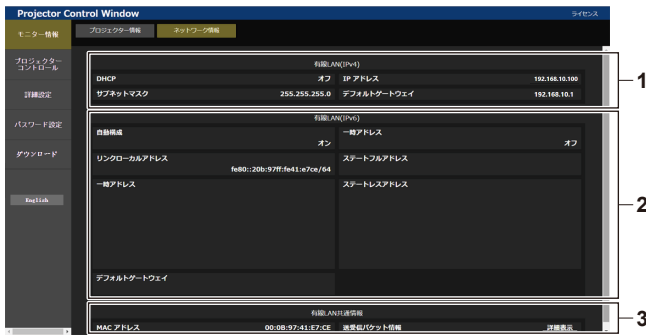 Projector Control Window
ライセンス
モニター情報
プロジェクター情報
ネットワーク情報
プロジェクター
コントロール
詳細設定
パスワード設定
ダウンロード
English
有線LAN(IPv4)
DHCP オフ IP アドレス 192.168.10.100
サブネットマスク 255.255.255.0 デフォルトゲートウェイ 192.168.10.1
1
有線LAN(IPv6)
自動構成 オン 一時アドレス オフ
リンクローカルアドレス fe80::20b:97ff:fe41:e7ce/64 ステートフルアドレス
一時アドレス ステートレスアドレス
デフォルトゲートウェイ
2
有線LAN共通情報
MAC アドレス 00:0B:97:41:E7:CE 送受信パケット情報 詳細表示
3